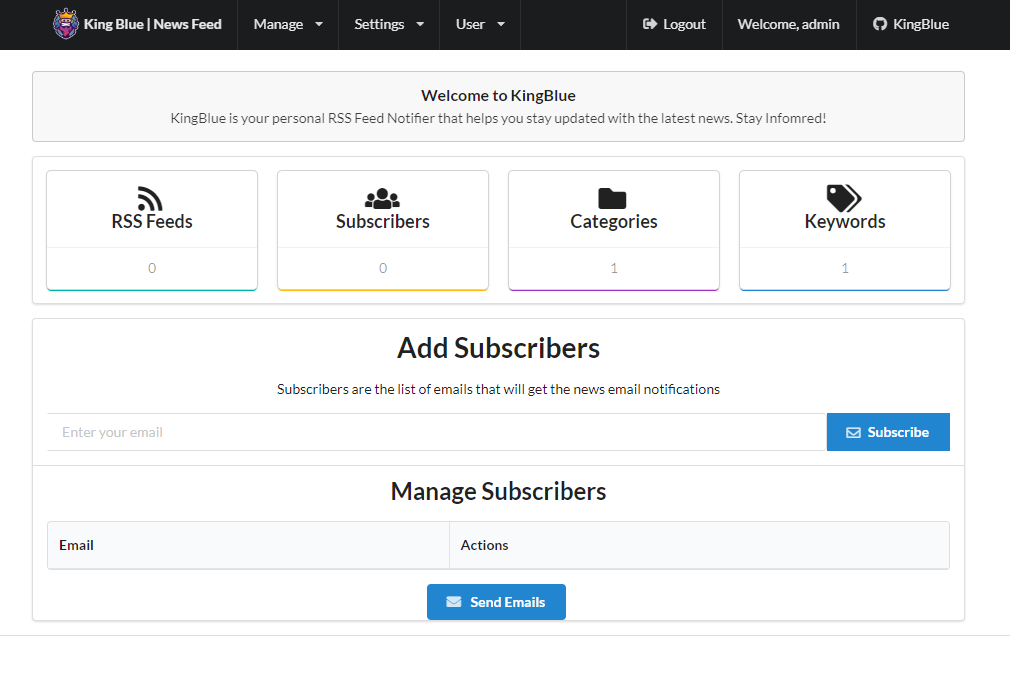 King Blue | News Feed Manage Settings User Logout Welcome, admin KingBlue
Welcome to KingBlue
KingBlue is your personal RSS Feed Notifier that helps you stay updated with the latest news. Stay Infomred!
RSS Feeds Subscribers Categories Keywords
0 0 1 1
Add Subscribers
Subscribers are the list of emails that will get the news email notifications
Enter your email Subscribe
Manage Subscribers
Email Actions
Send Emails